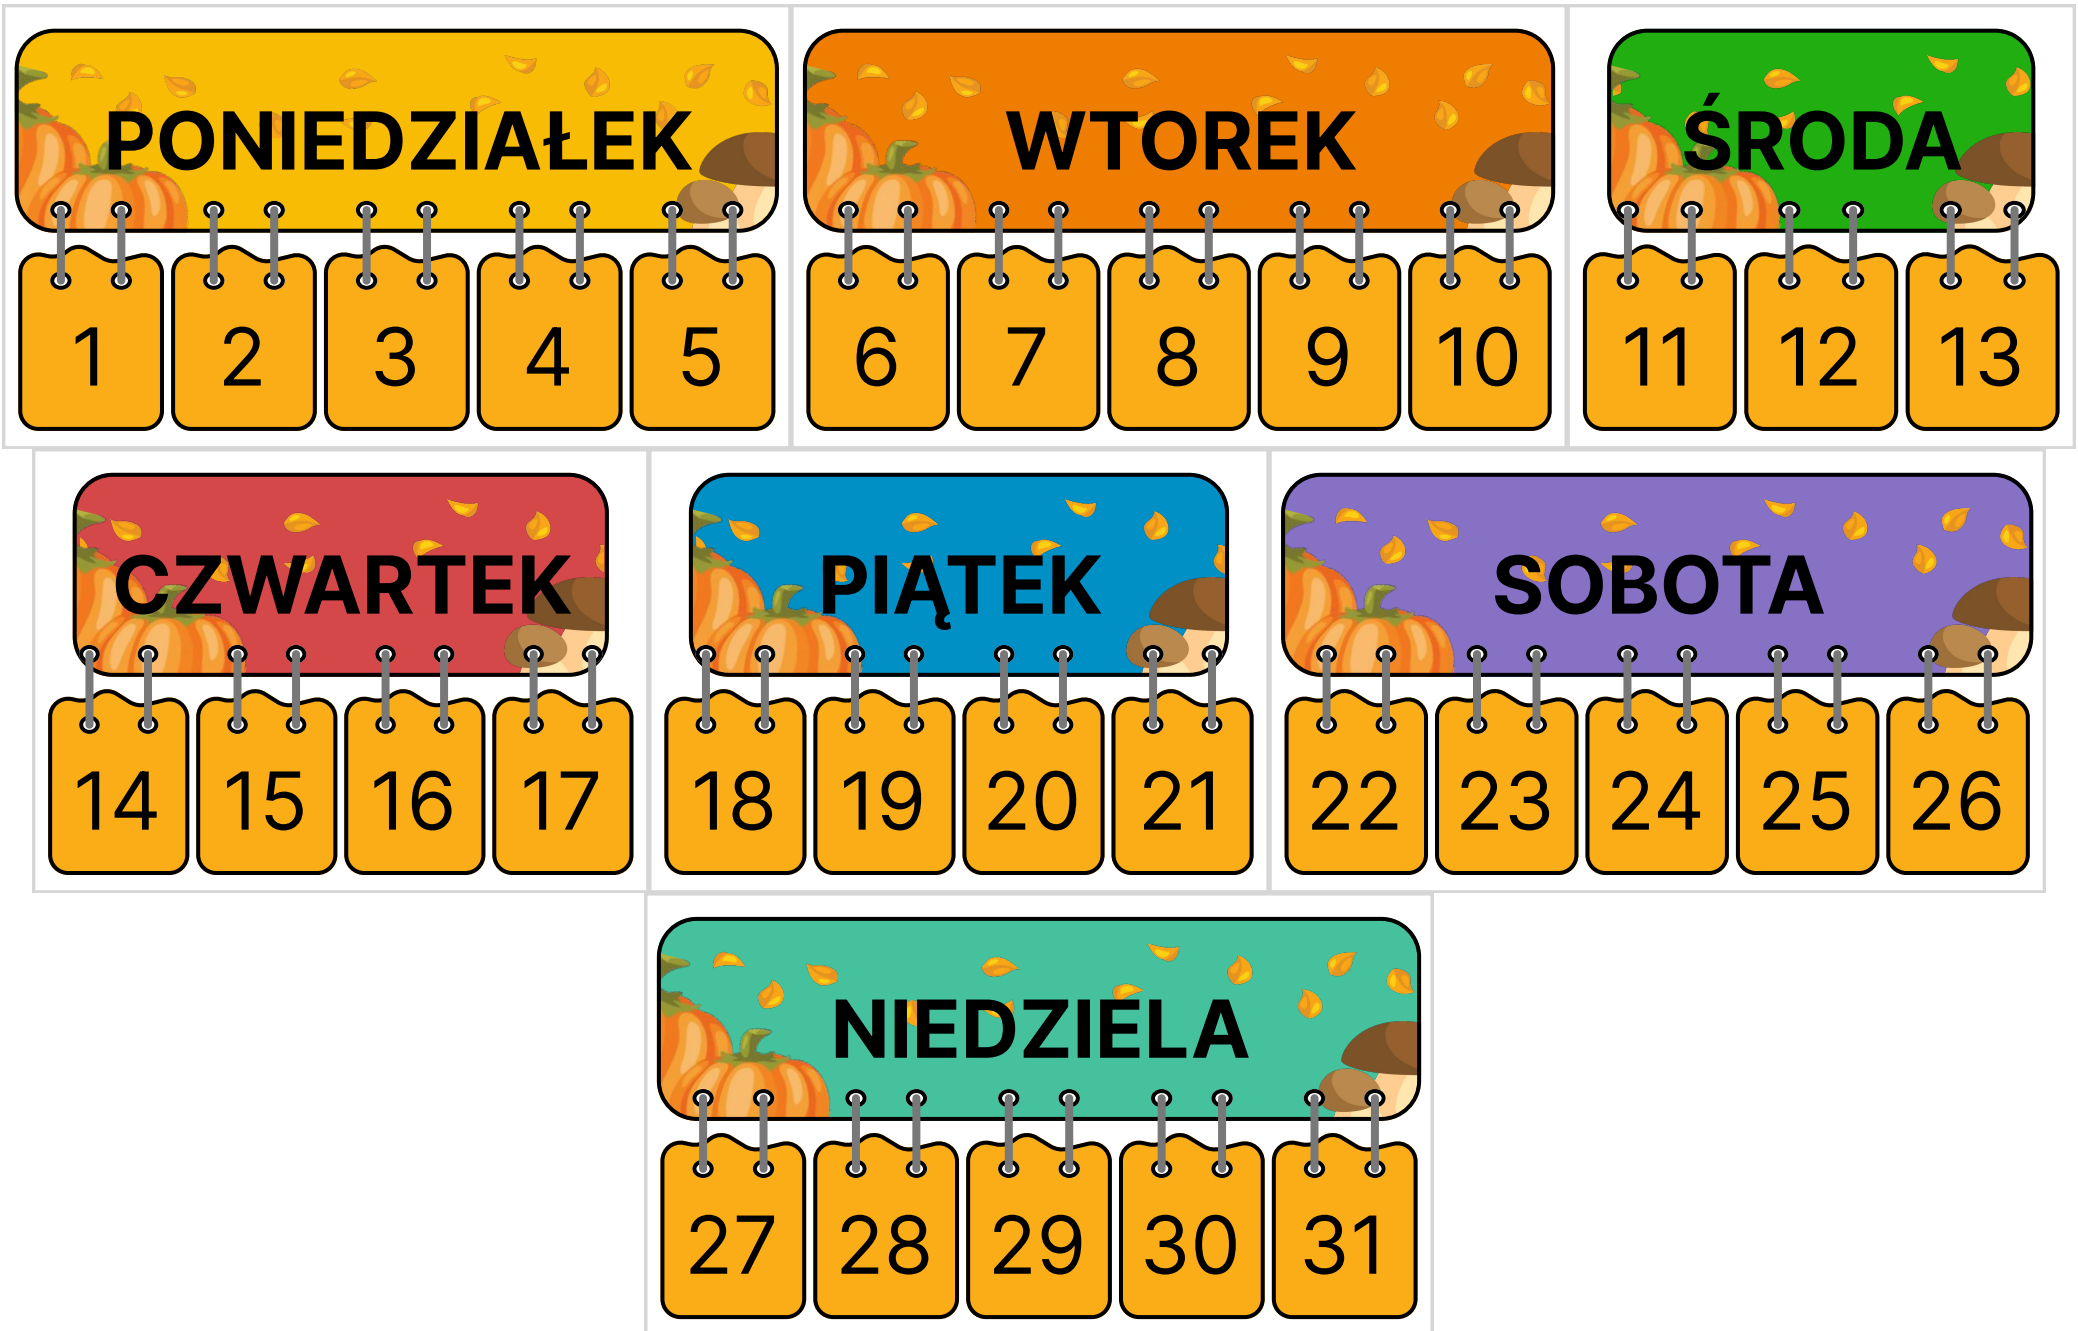 PONIEDZIAŁEK
1 2 3 4 5
WTOREK
6 7 8 9 10
ŚRODA
11 12 13
CZWARTEK
14 15 16 17
PIĄTEK
18 19 20 21
SOBOTA
22 23 24 25 26
NIEDZIELA
27 28 29 30 31